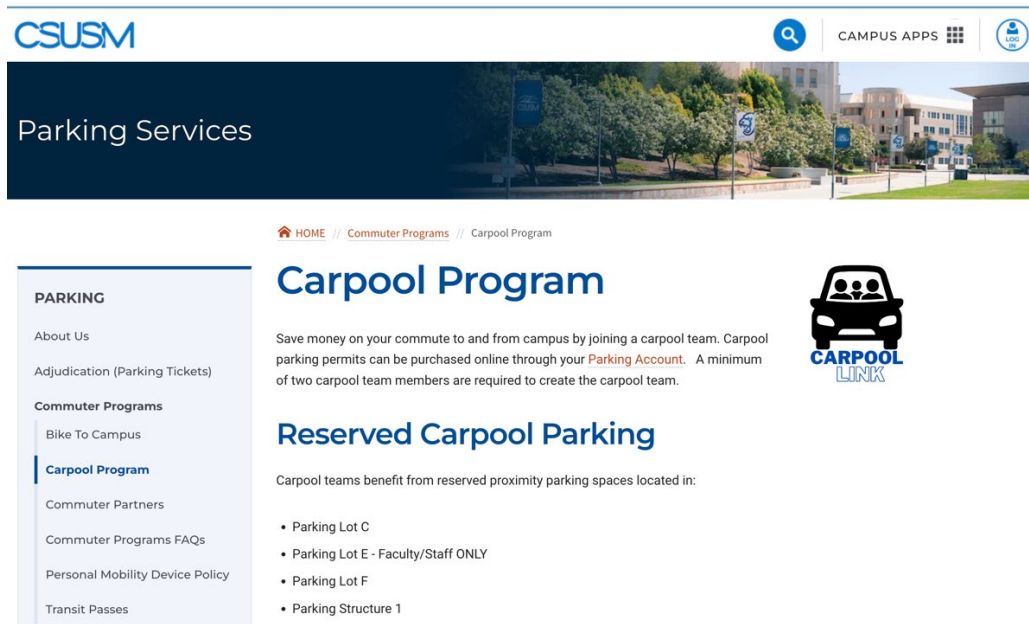 CSUSM
CAMPUS APPS
LOG
IN
Parking Services
CSUSM
HOME // Commuter Programs // Carpool Program
PARKING
About Us
Adjudication (Parking Tickets)
Commuter Programs
Bike To Campus
Carpool Program
Commuter Partners
Commuter Programs FAQs
Personal Mobility Device Policy
Transit Passes
Carpool Program
Save money on your commute to and from campus by joining a carpool team. Carpool
parking permits can be purchased online through your Parking Account. A minimum
of two carpool team members are required to create the carpool team.
CARPOOL
LINK
Reserved Carpool Parking
Carpool teams benefit from reserved proximity parking spaces located in:
• Parking Lot C
• Parking Lot E - Faculty/Staff ONLY
• Parking Lot F
• Parking Structure 1